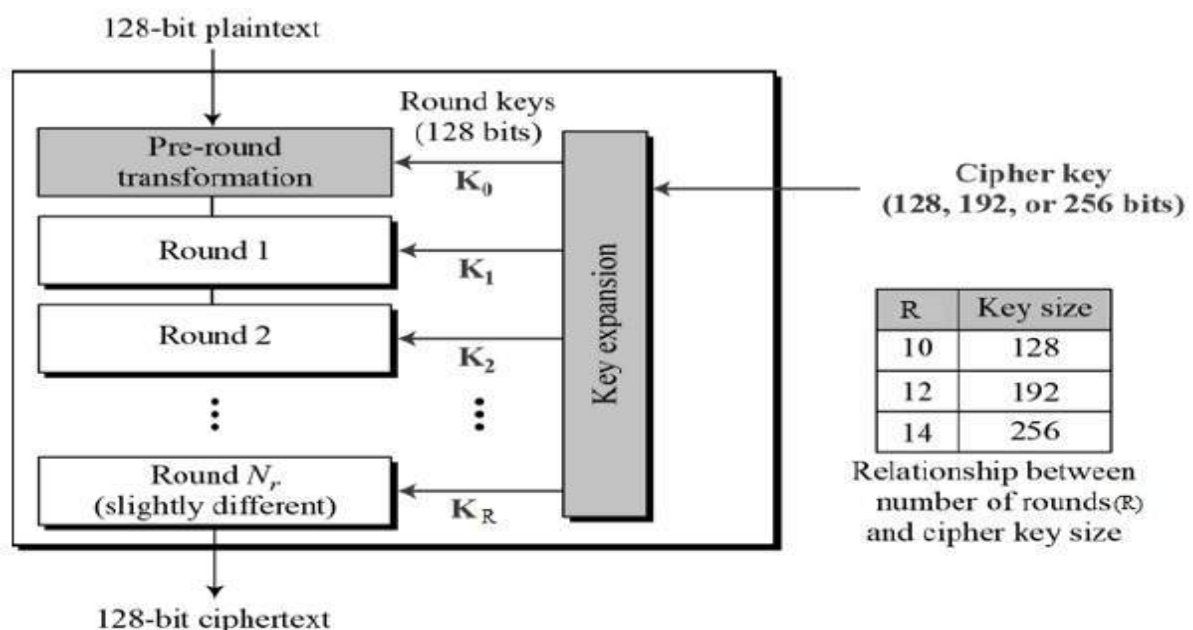 128-bit plaintext
Round keys
(128 bits)
Pre-round
transformation
K0
Cipher key
(128, 192, or 256 bits)
Round 1
K1
Key expansion
Round 2
K2
R Key size
10 128
12 192
14 256
Relationship between
number of rounds(R)
and cipher key size
Round Nr
(slightly different)
KR
128-bit ciphertext